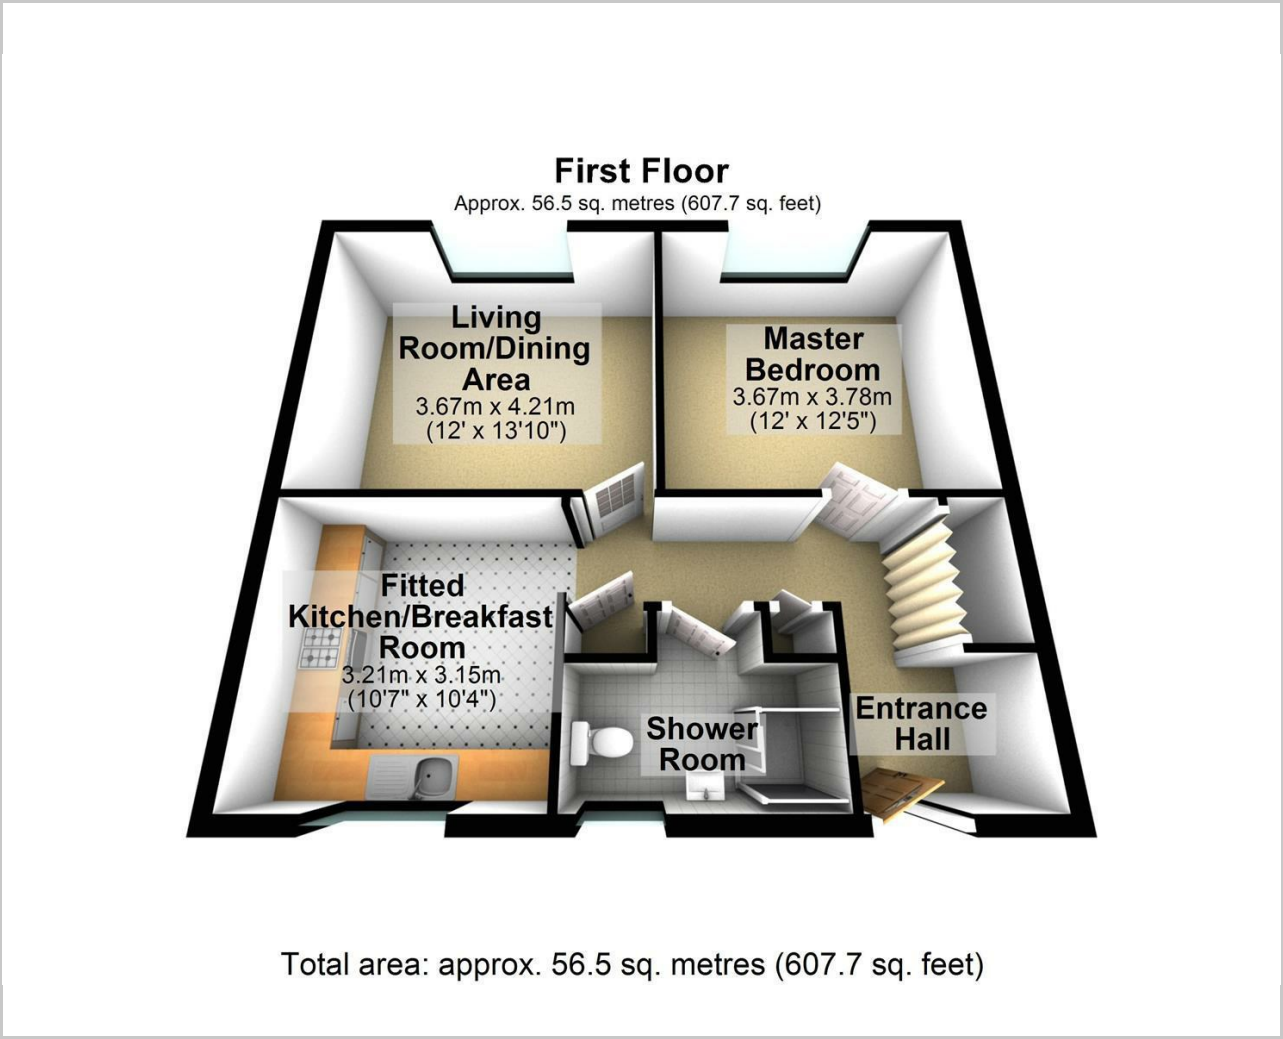 First Floor
Approx. 56.5 sq. metres (607.7 sq. feet)
Living
Room/Dining
Area
3.67m x 4.21m
(12' x 13'10")
Master
Bedroom
3.67m x 3.78m
(12' x 12'5")
Fitted
Kitchen/Breakfast
Room
3.21m x 3.15m
(10'7" x 10'4")
Shower
Room
Entrance
Hall
Total area: approx. 56.5 sq. metres (607.7 sq. feet)